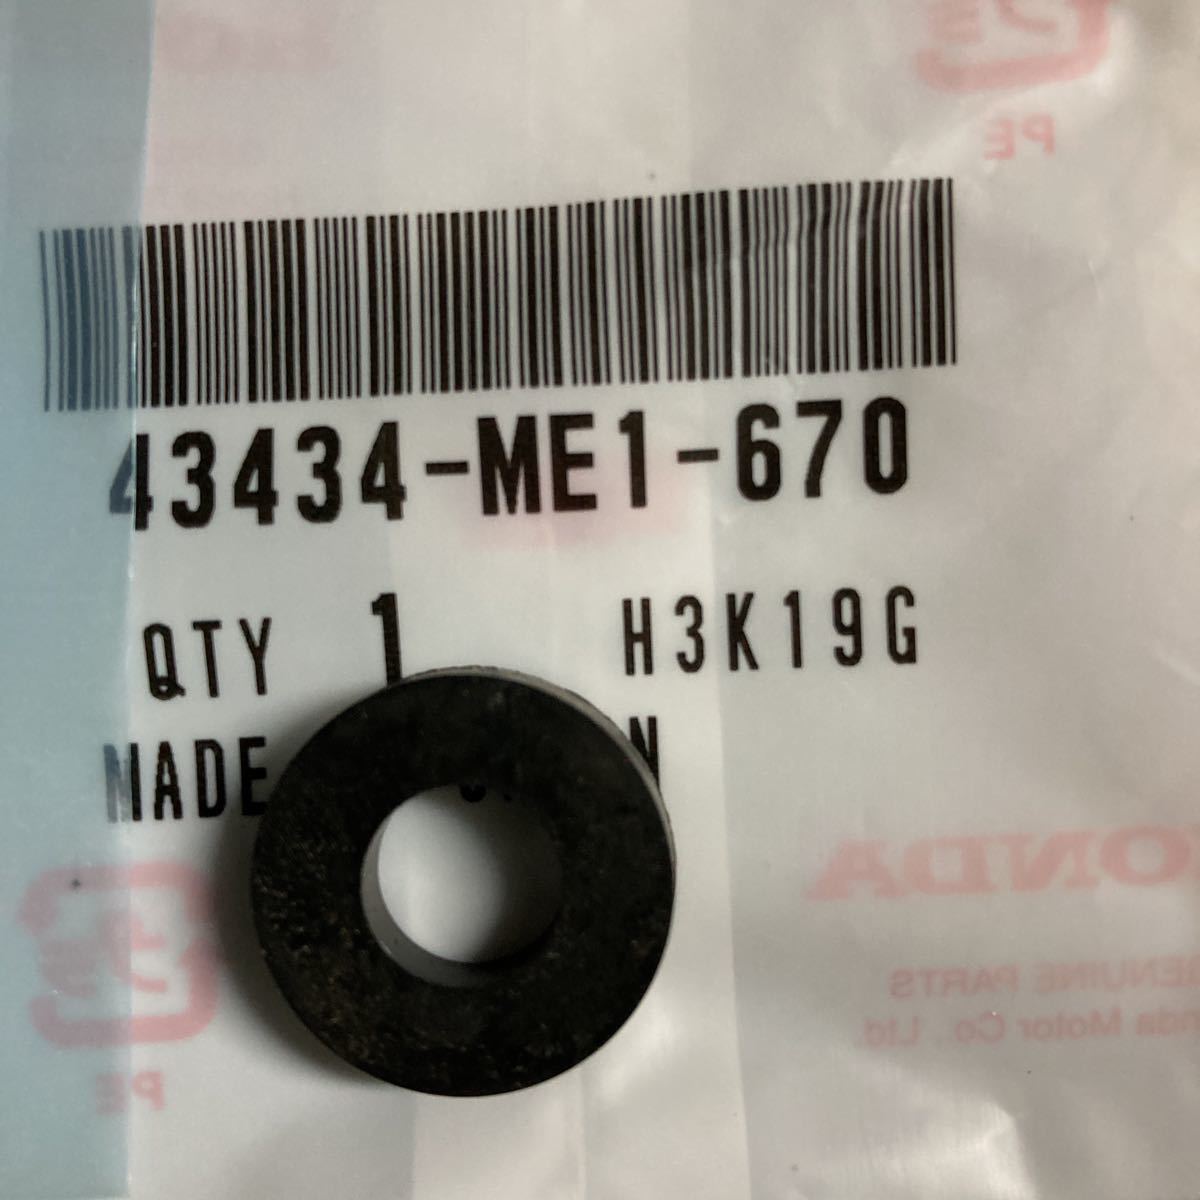 PE
43434-ME1-670
QTY 1 H3K19G
MADE
HONDA
GENUINE PARTS
Honda Motor Co., Ltd.
PE